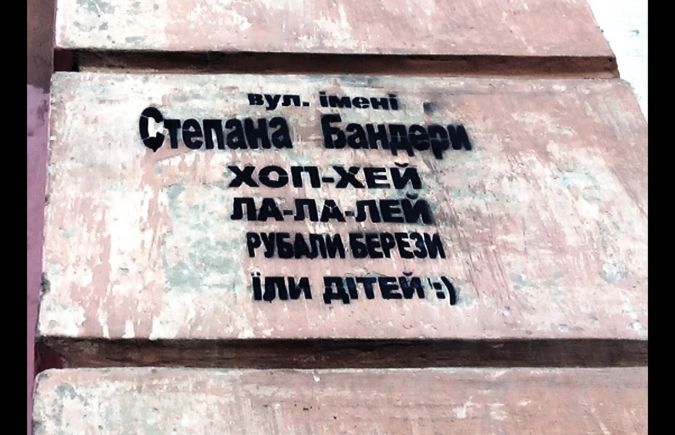 вул. імені
Степана Бандери
ХОП-ХЕЙ
ЛА-ЛА-ЛЕЙ
РУБАЛИ БЕРЕЗИ
ЇЛИ ДІТЕЙ :)